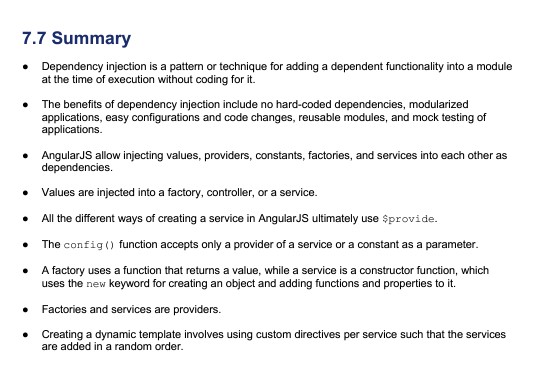 7.7 Summary
● Dependency injection is a pattern or technique for adding a dependent functionality into a module
at the time of execution without coding for it.
● The benefits of dependency injection include no hard-coded dependencies, modularized
applications, easy configurations and code changes, reusable modules, and mock testing of
applications.
● AngularJS allow injecting values, providers, constants, factories, and services into each other as
dependencies.
● Values are injected into a factory, controller, or a service.
● All the different ways of creating a service in AngularJS ultimately use $provide.
● The config() function accepts only a provider of a service or a constant as a parameter.
● A factory uses a function that returns a value, while a service is a constructor function, which
uses the new keyword for creating an object and adding functions and properties to it.
● Factories and services are providers.
● Creating a dynamic template involves using custom directives per service such that the services
are added in a random order.